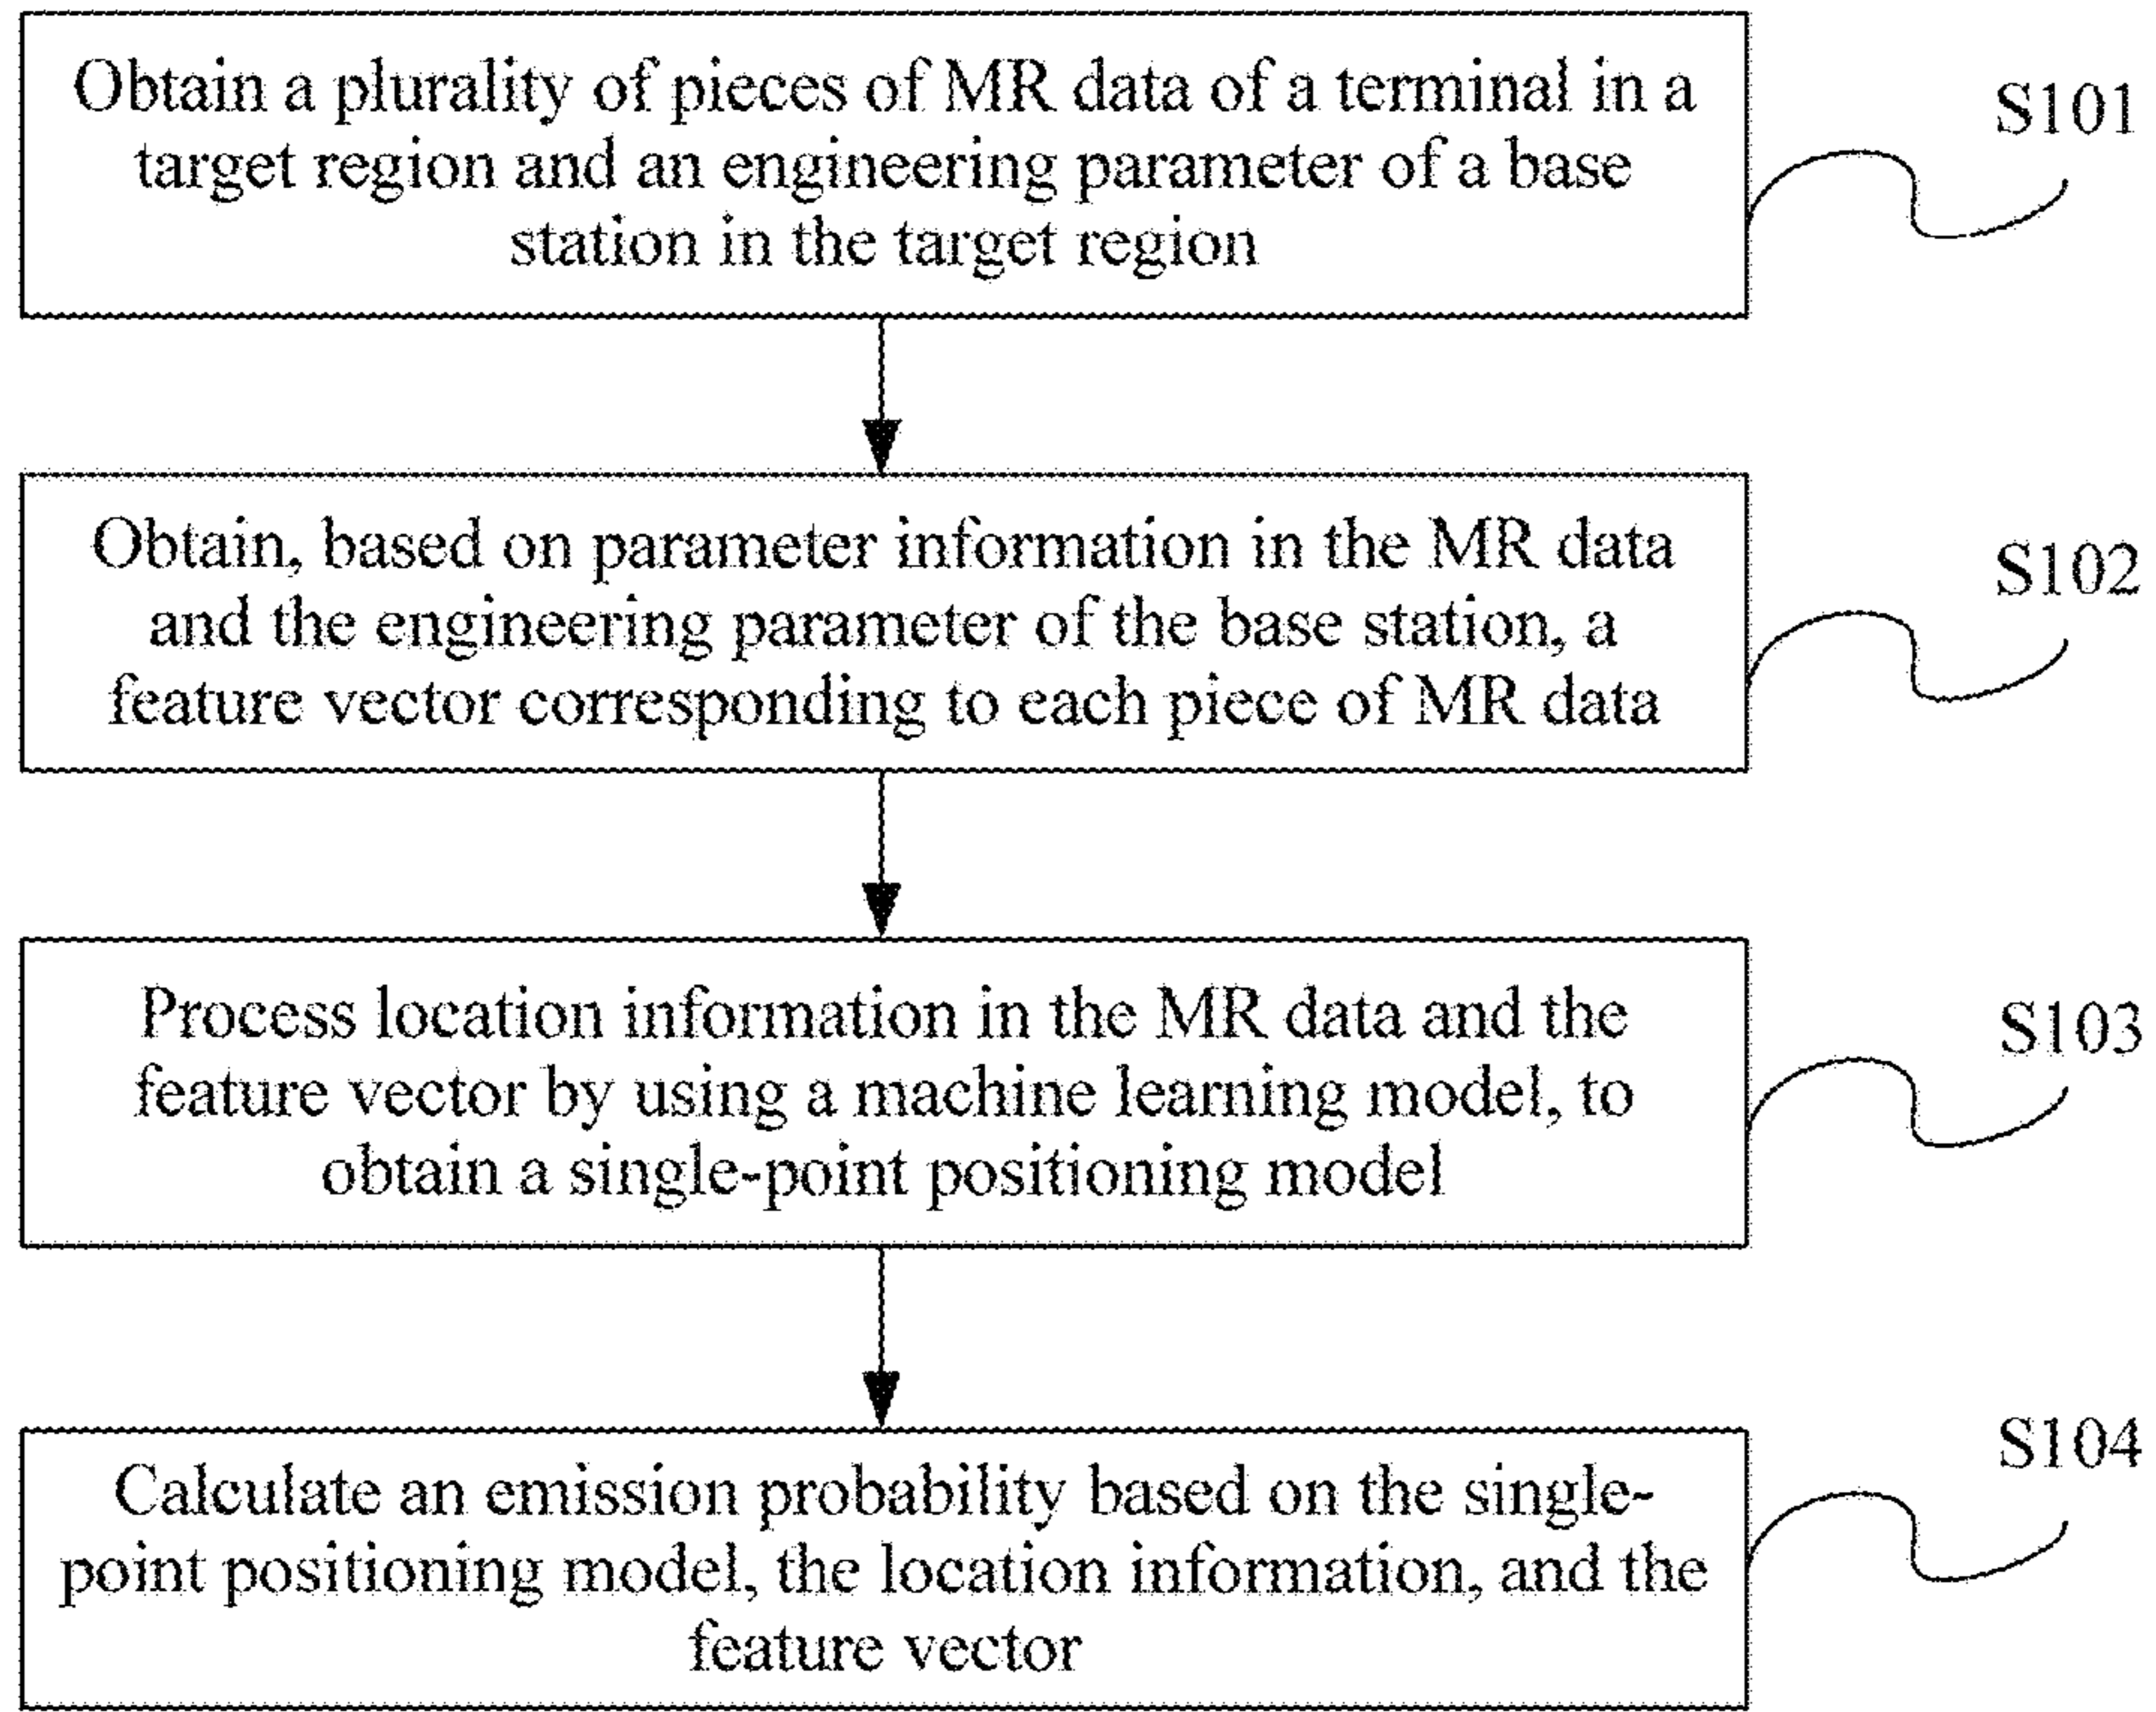 Obtain a plurality of pieces of MR data of a terminal in a
target region and an engineering parameter of a base
station in the target region
S101
Obtain, based on parameter information in the MR data
and the engineering parameter of the base station, a
feature vector corresponding to each piece of MR data
S102
Process location information in the MR data and the
feature vector by using a machine learning model, to
obtain a single-point positioning model
S103
Calculate an emission probability based on the single-
point positioning model, the location information, and the
feature vector
S104